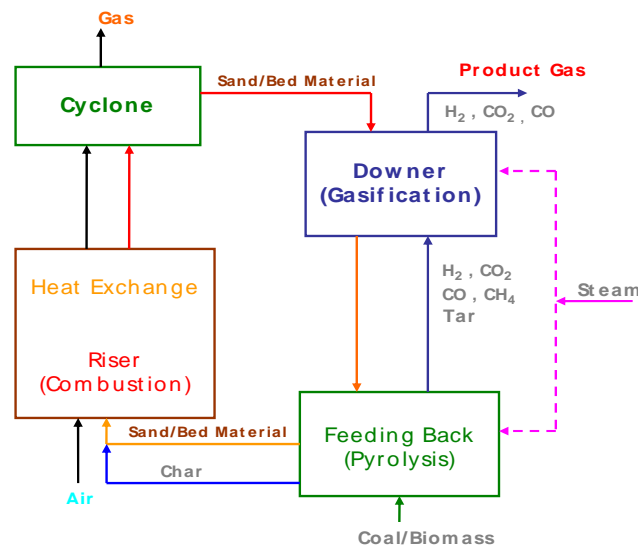 Gas
Cyclone
Sand/Bed Material
Product Gas
H₂ , CO₂ , CO
Downer
(Gasification)
Heat Exchange
Riser
(Combustion)
H₂ , CO₂
CO , CH₄
Tar
Steam
Sand/Bed Material
Char
Feeding Back
(Pyrolysis)
Air
Coal/Biomass